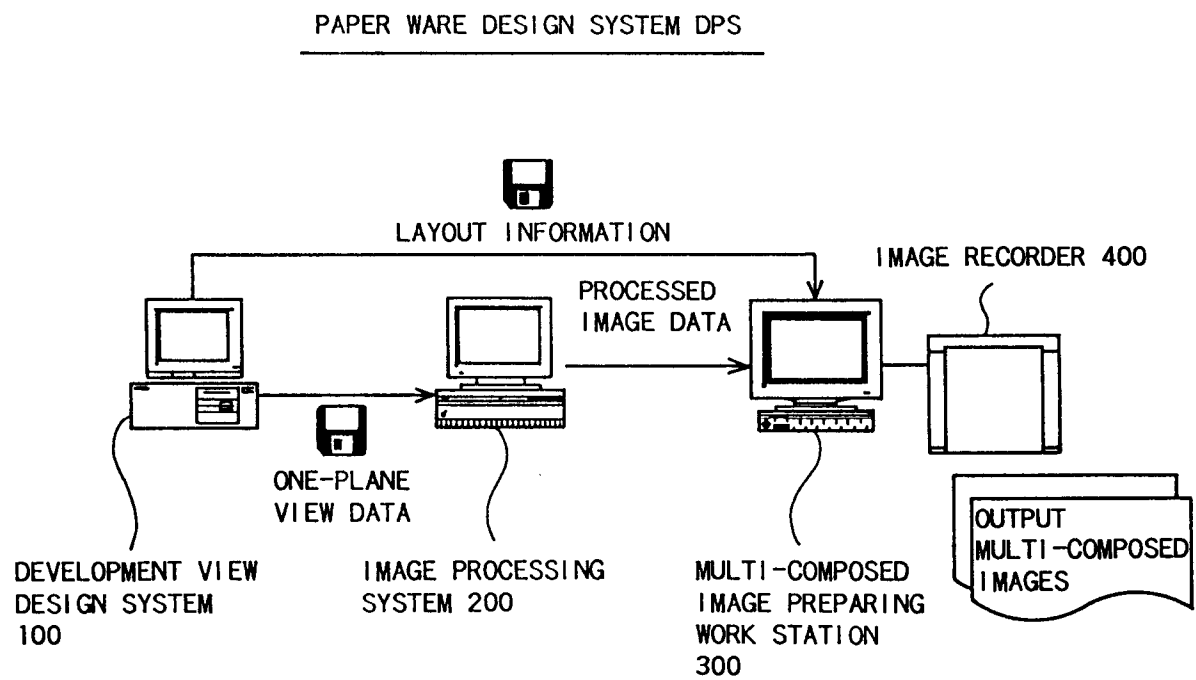 PAPER WARE DESIGN SYSTEM DPS
LAYOUT INFORMATION
IMAGE RECORDER 400
PROCESSED
IMAGE DATA
ONE-PLANE
VIEW DATA
OUTPUT
MULTI-COMPOSED
IMAGES
DEVELOPMENT VIEW
DESIGN SYSTEM
100
IMAGE PROCESSING
SYSTEM 200
MULTI-COMPOSED
IMAGE PREPARING
WORK STATION
300